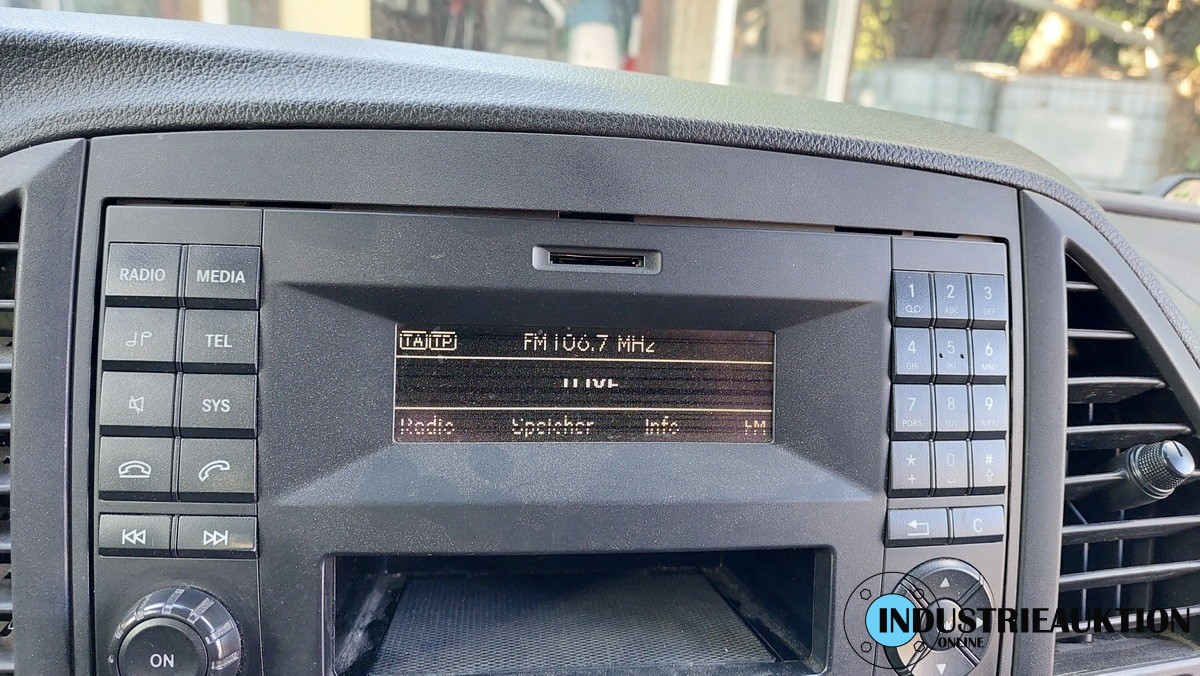 RADIO MEDIA
TEL
SYS
ON
TA TP FM 106.7 MHz
Radio Speicher Info FM
1 2 ABC 3 DEF
4 GHI 5 JKL 6 MNO
7 PQRS 8 TUV 9 WXYZ
* + 0 #
C
INDUSTRIEAUKTION
ONLINE